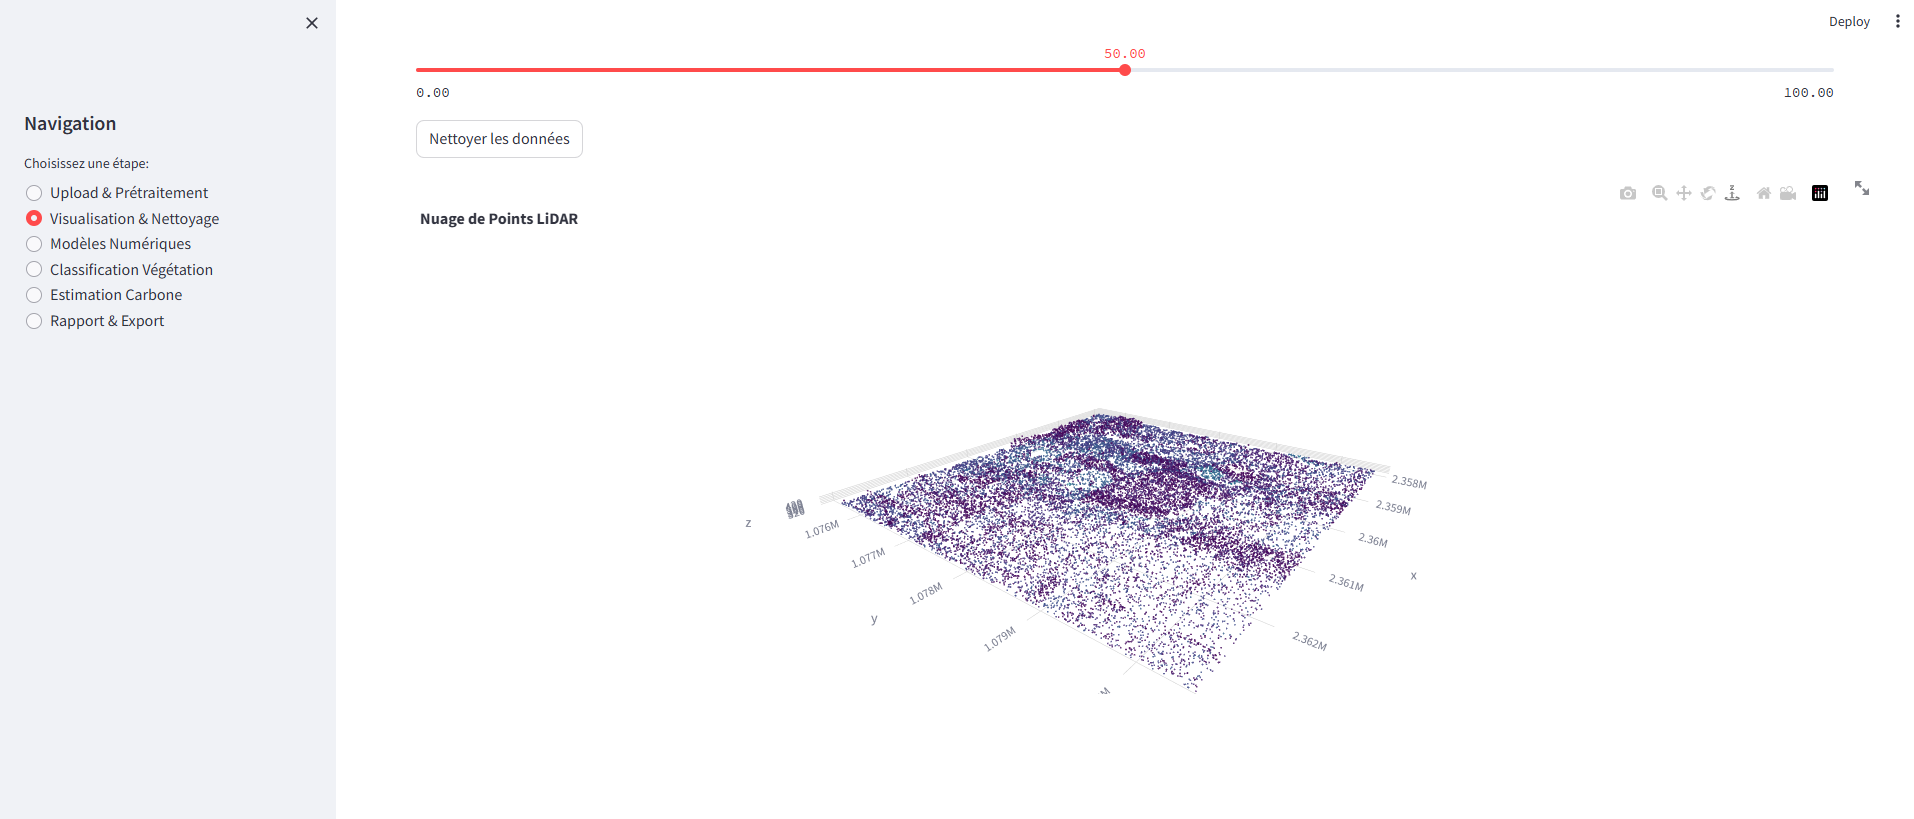 Deploy
50.00
0.00
100.00
Nettoyer les données
Navigation
Choisissez une étape:
Upload & Prétraitement
Visualisation & Nettoyage
Modèles Numériques
Classification Végétation
Estimation Carbone
Rapport & Export
Nuage de Points LiDAR
z
1.076M
1.077M
1.078M
1.079M
M
y
2.358M
2.359M
2.36M
2.361M
2.362M
x